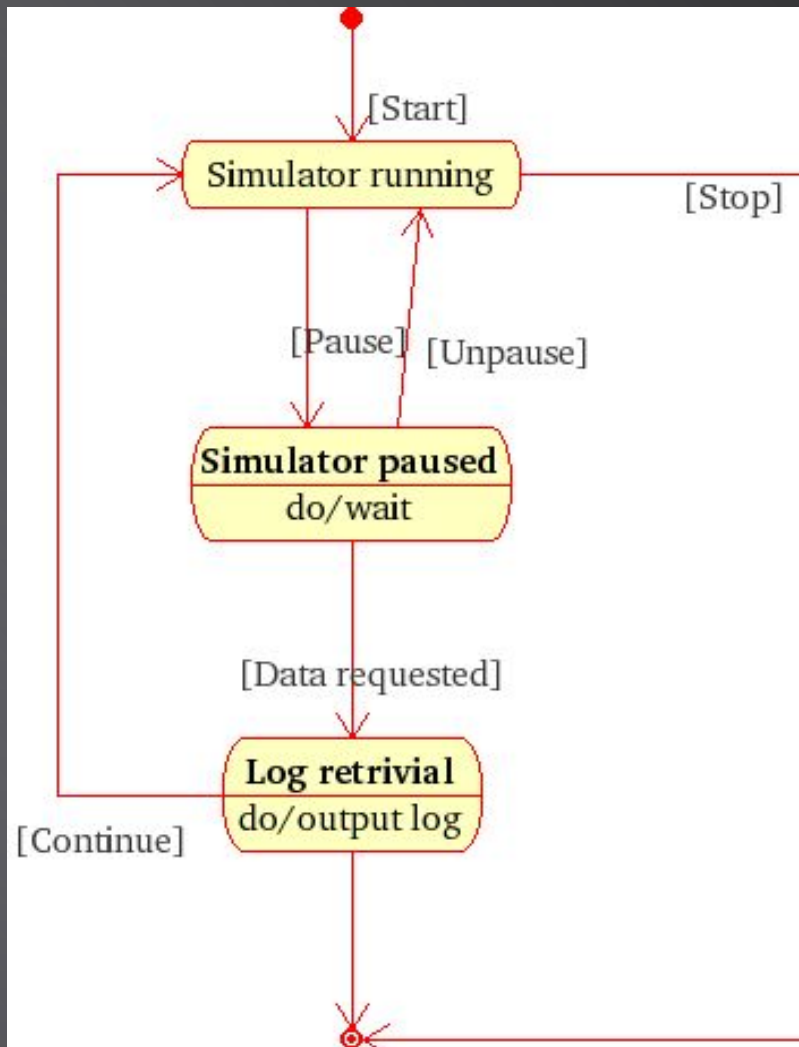 [Start]
Simulator running
[Stop]
[Pause]
[Unpause]
Simulator paused
do/wait
[Data requested]
Log retrivial
do/output log
[Continue]